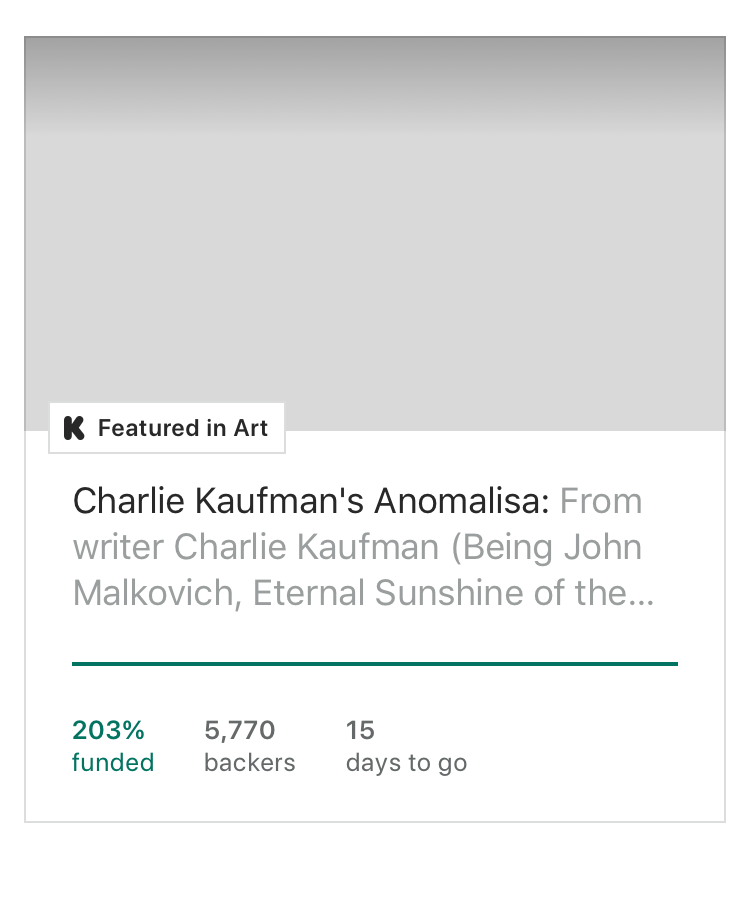 Featured in Art
Charlie Kaufman's Anomalisa: From
writer Charlie Kaufman (Being John
Malkovich, Eternal Sunshine of the...
203% 5,770 15
funded backers days to go